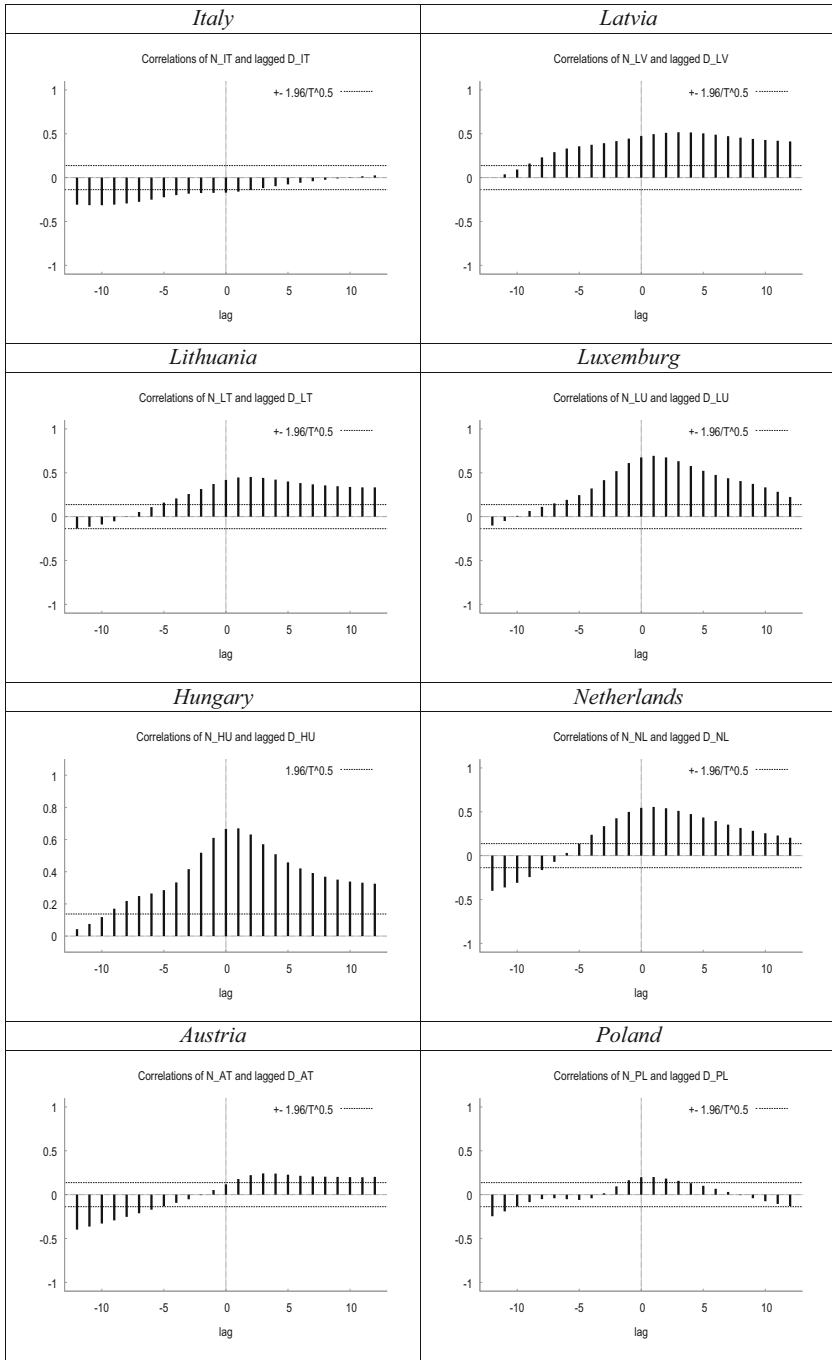 Italy
Latvia
Correlations of N_IT and lagged D_IT
+- 1.96/T^0.5
1
0.5
0
-0.5
-1
-10 -5 0 5 10
lag
Correlations of N_LV and lagged D_LV
+- 1.96/T^0.5
1
0.5
0
-0.5
-1
-10 -5 0 5 10
lag
Lithuania
Luxemburg
Correlations of N_LT and lagged D_LT
+- 1.96/T^0.5
1
0.5
0
-0.5
-1
-10 -5 0 5 10
lag
Correlations of N_LU and lagged D_LU
+- 1.96/T^0.5
1
0.5
0
-0.5
-1
-10 -5 0 5 10
lag
Hungary
Netherlands
Correlations of N_HU and lagged D_HU
1.96/T^0.5
1
0.8
0.6
0.4
0.2
0
-10 -5 0 5 10
lag
Correlations of N_NL and lagged D_NL
+- 1.96/T^0.5
1
0.5
0
-0.5
-1
-10 -5 0 5 10
lag
Austria
Poland
Correlations of N_AT and lagged D_AT
+- 1.96/T^0.5
1
0.5
0
-0.5
-1
-10 -5 0 5 10
lag
Correlations of N_PL and lagged D_PL
+- 1.96/T^0.5
1
0.5
0
-0.5
-1
-10 -5 0 5 10
lag